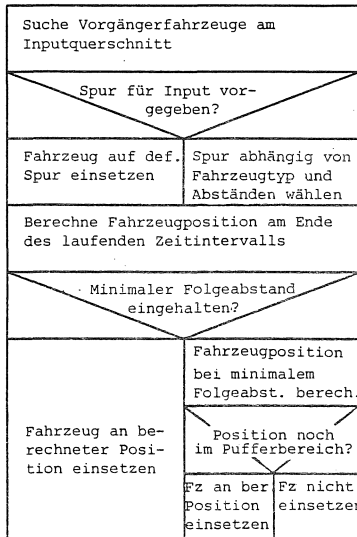 Suche Vorgängerfahrzeuge am
Inputquerschnitt
Spur für Input vor-
gegeben?
Fahrzeug auf def.
Spur einsetzen
Spur abhängig von
Fahrzeugtyp und
Abständen wählen
Berechne Fahrzeugposition am Ende
des laufenden Zeitintervalls
Minimaler Folgeabstand
eingehalten?
Fahrzeug an be-
rechneter Posi-
tion einsetzen
Fahrzeugposition
bei minimalem
Folgeabst. berech.
Position noch
im Pufferbereich?
Fz an ber
Position
einsetzen
Fz nicht
einsetzen